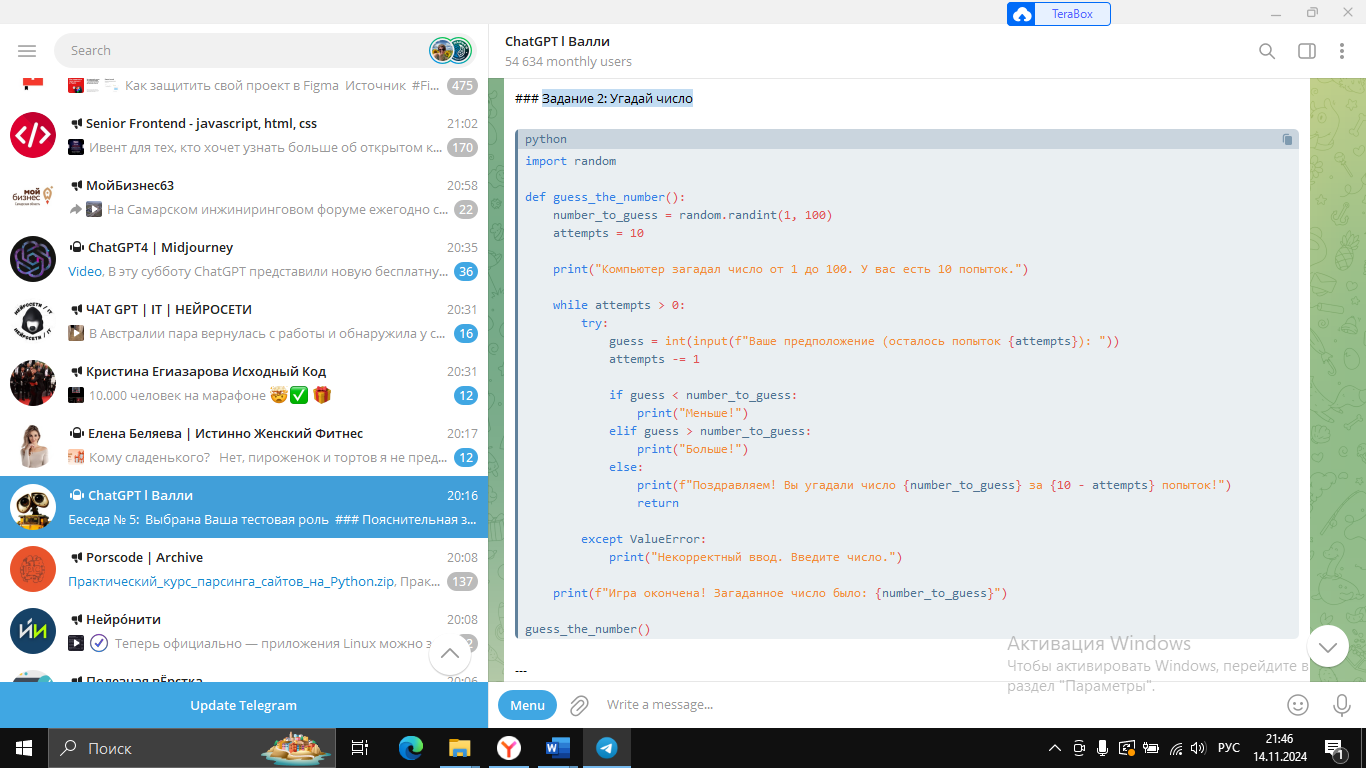 TeraBox
Search
Как защитить свой проект в Figma Источник #Fi... 475
Senior Frontend - javascript, html, css 21:02
Ивент для тех, кто хочет узнать больше об открытом к... 170
МойБизнес63 20:58
На Самарском инжиниринговом форуме ежегодно с... 22
ChatGPT4 | Midjourney 20:35
Video, В эту субботу ChatGPT представили новую бесплатну... 36
ЧАТ GPT | IT | НЕЙРОСЕТИ 20:31
В Австралии пара вернулась с работы и обнаружила у с... 16
Кристина Егиазарова Исходный Код 20:31
10.000 человек на марафоне 🤯✅🎁 12
Елена Беляева | Истинно Женский Фитнес 20:17
Кому сладенького? Нет, пироженок и тортов я не пред... 12
ChatGPT l Валли 20:16
Беседа № 5: Выбрана Ваша тестовая роль ### Пояснительная з...
Porscode | Archive 20:08
Практический_курс_парсинга_сайтов_на_Python.zip, Прак... 137
Нейрóнити 20:08
Теперь официально — приложения Linux можно з
Полезная вЁрстка 20:06
Update Telegram
ChatGPT l Валли
54 634 monthly users
### Задание 2: Угадай число
python
import random
def guess_the_number():
number_to_guess = random.randint(1, 100)
attempts = 10
print("Компьютер загадал число от 1 до 100. У вас есть 10 попыток.")
while attempts > 0:
try:
guess = int(input(f"Ваше предположение (осталось попыток {attempts}): "))
attempts -= 1
if guess < number_to_guess:
print("Меньше!")
elif guess > number_to_guess:
print("Больше!")
else:
print(f"Поздравляем! Вы угадали число {number_to_guess} за {10 - attempts} попыток!")
return
except ValueError:
print("Некорректный ввод. Введите число.")
print(f"Игра окончена! Загаданное число было: {number_to_guess}")
guess_the_number()
---
Активация Windows
Чтобы активировать Windows, перейдите в
раздел "Параметры".
Menu
Write a message...
Поиск
РУС
21:46
14.11.2024
1